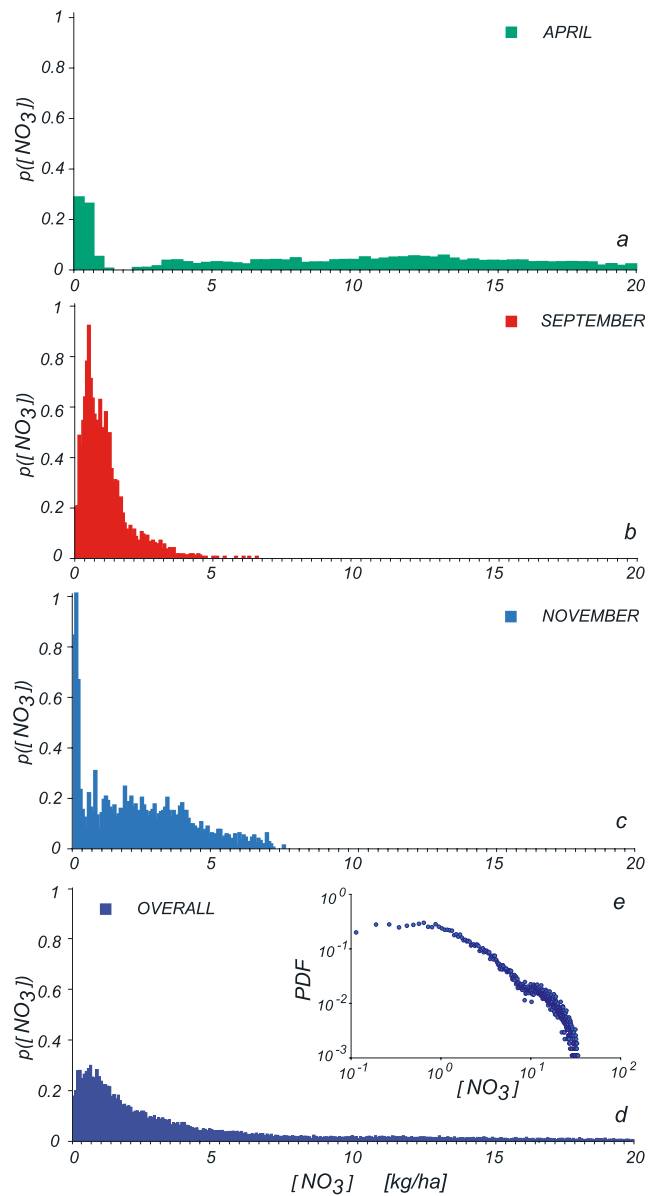 1
APRIL
0.8
p([NO3])
0.6
0.4
0.2
a
0
0 5 10 15 20
1
SEPTEMBER
0.8
p([NO3])
0.6
0.4
0.2
b
0
0 5 10 15 20
1
NOVEMBER
0.8
p([NO3])
0.6
0.4
0.2
c
0
0 5 10 15 20
1
OVERALL
0.8
p([NO3])
0.6
0.4
0.2
d
0
0 5 10 15 20
[NO3] [kg/ha]
e
10^0
10^-1
PDF
10^-2
10^-3
10^-1 10^0 10^1 10^2
[NO3]